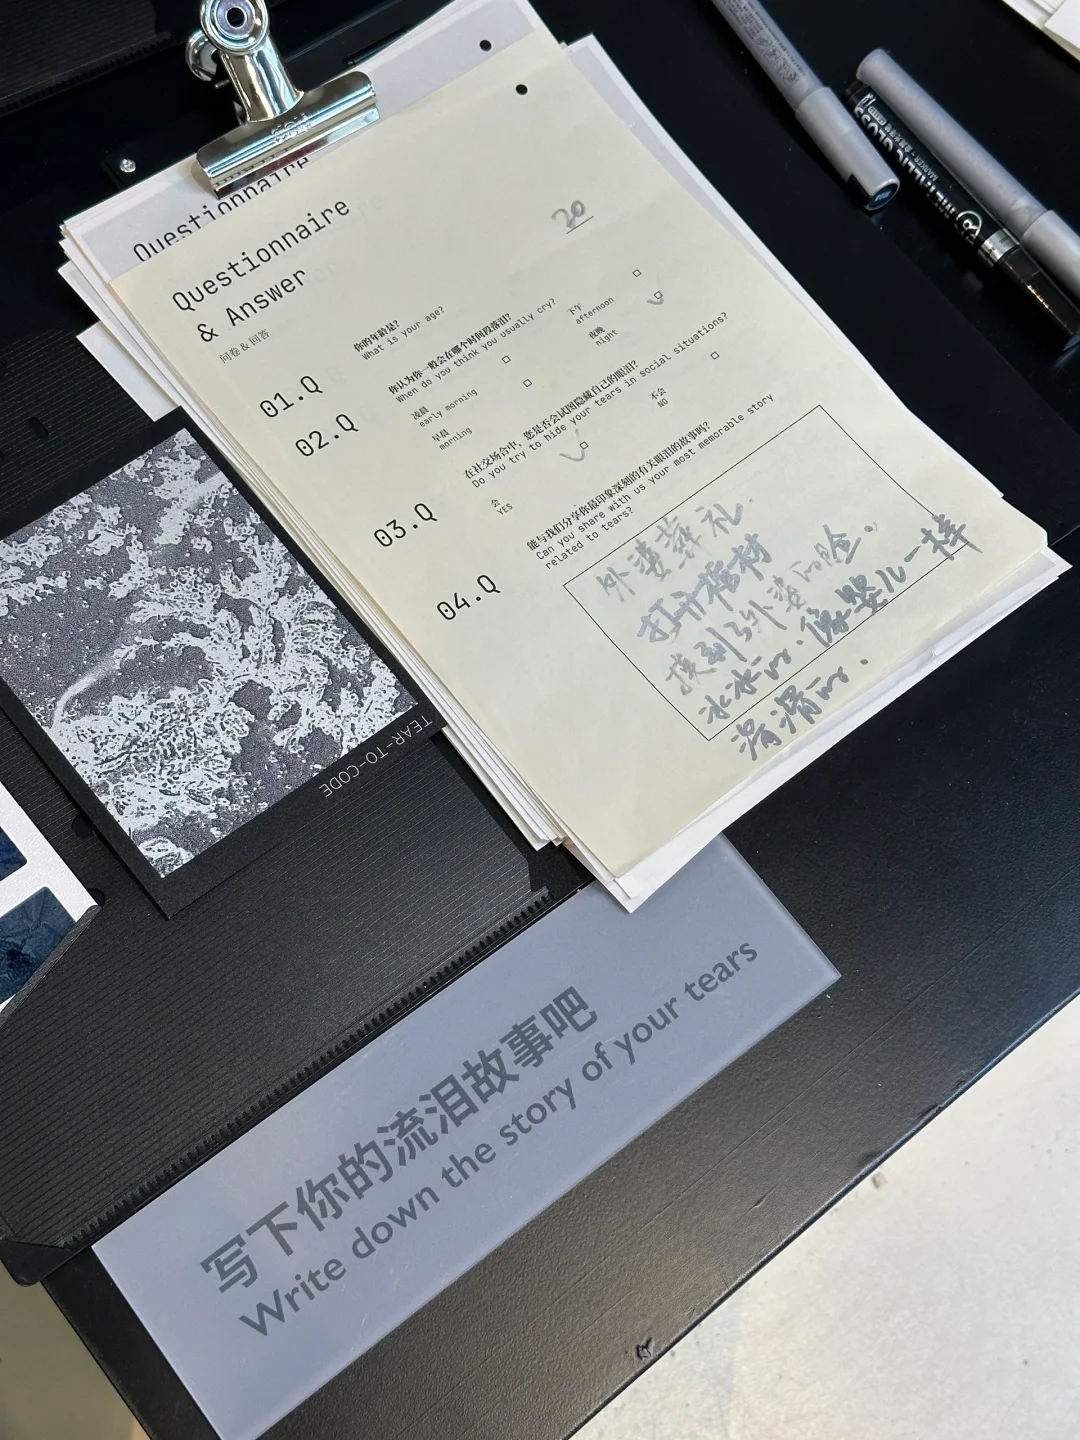 Questionnaire
Questionnaire
& Answer
问卷&回答
01.Q
你的年龄是?
What is your age?
20
02.Q
你认为你一般会在哪个时间段落泪?
When do you think you usually cry?
凌晨
early morning
早晨
morning
下午
afternoon
夜晚
night
03.Q
在社交场合中，您是否会试图隐藏自己的眼泪?
Do you try to hide your tears in social situations?
会
YES
不会
NO
04.Q
能与我们分享你最印象深刻的有关眼泪的故事吗?
Can you share with us your most memorable story
related to tears?
外婆葬礼.
打开棺材
摸到了外婆的脸。
冰冰的.像婴儿一样
滑滑的.
TEAR-TO-CODE
写下你的流泪故事吧
Write down the story of your tears
MARKER